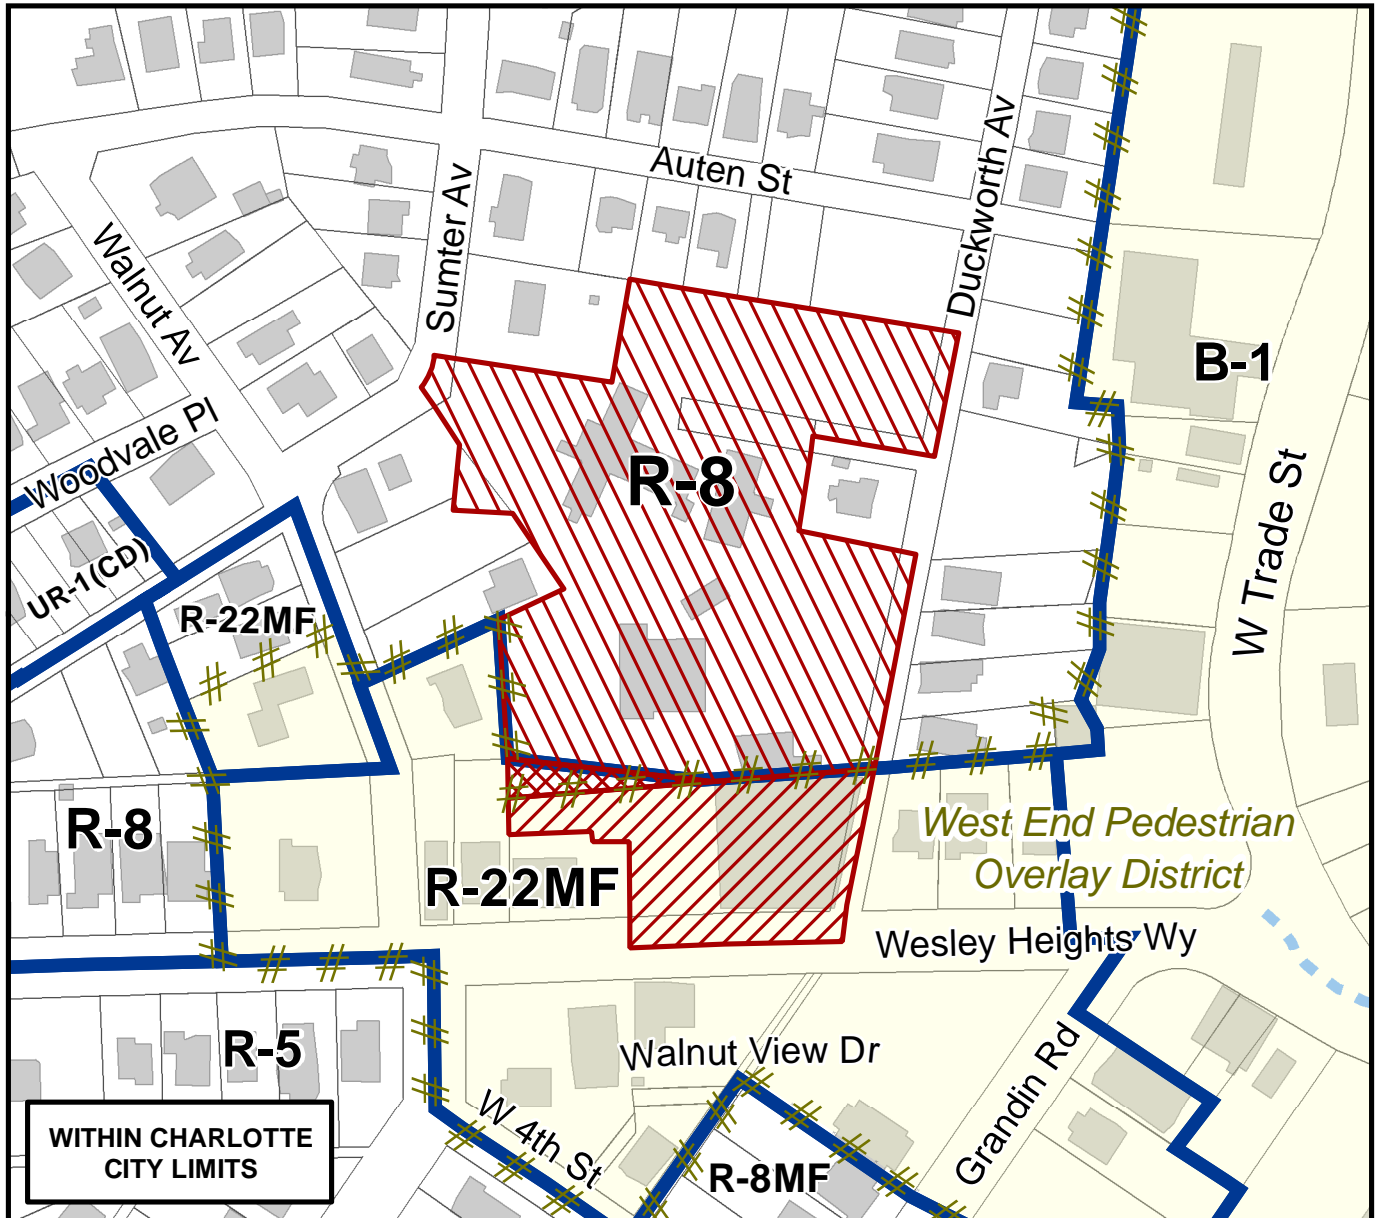 Auten St
Sumter Av
Duckworth Av
Walnut Av
B-1
Woodvale Pl
R-8
W Trade St
UR-1(CD)
R-22MF
R-8
West End Pedestrian
Overlay District
R-22MF
Wesley Heights Wy
R-5
Walnut View Dr
Grandin Rd
W 4th St
WITHIN CHARLOTTE
CITY LIMITS
R-8MF